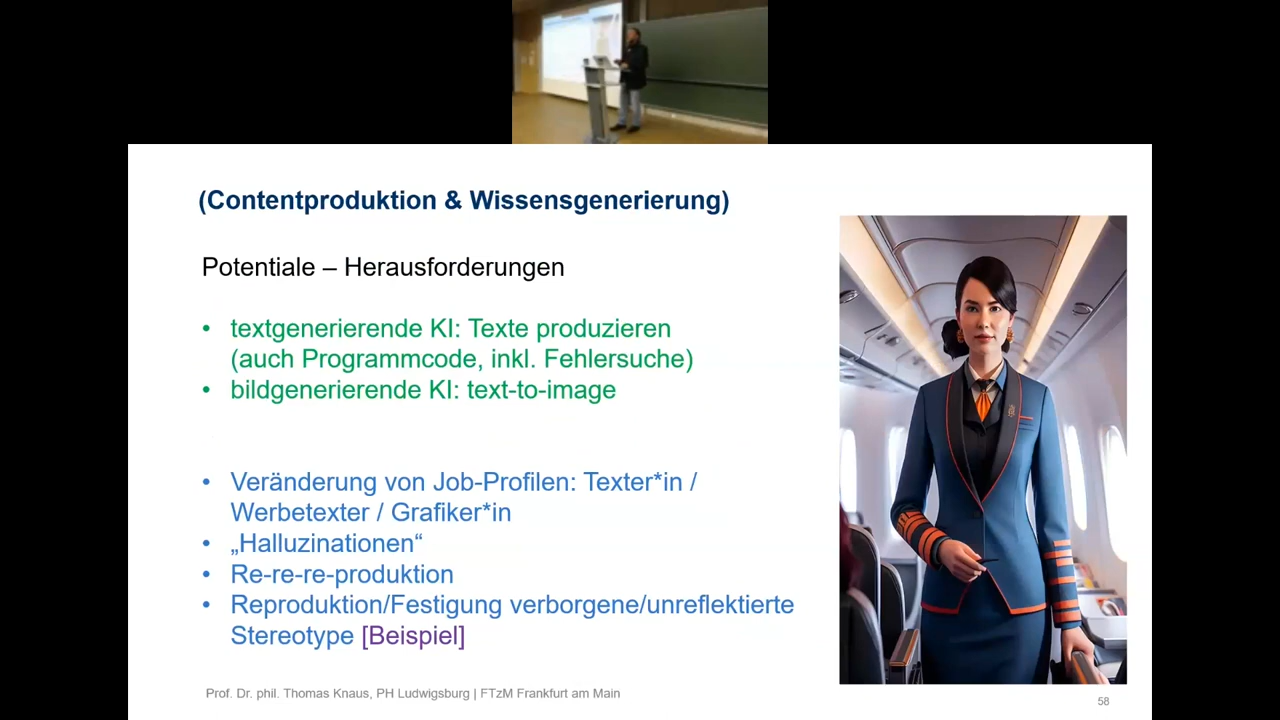 (Contentproduktion & Wissensgenerierung)
Potentiale – Herausforderungen
• textgenerierende KI: Texte produzieren
(auch Programmcode, inkl. Fehlersuche)
• bildgenerierende KI: text-to-image
• Veränderung von Job-Profilen: Texter*in /
Werbetexter / Grafiker*in
• „Halluzinationen“
• Re-re-re-produktion
• Reproduktion/Festigung verborgene/unreflektierte
Stereotype [Beispiel]
Prof. Dr. phil. Thomas Knaus, PH Ludwigsburg | FTzM Frankfurt am Main
58